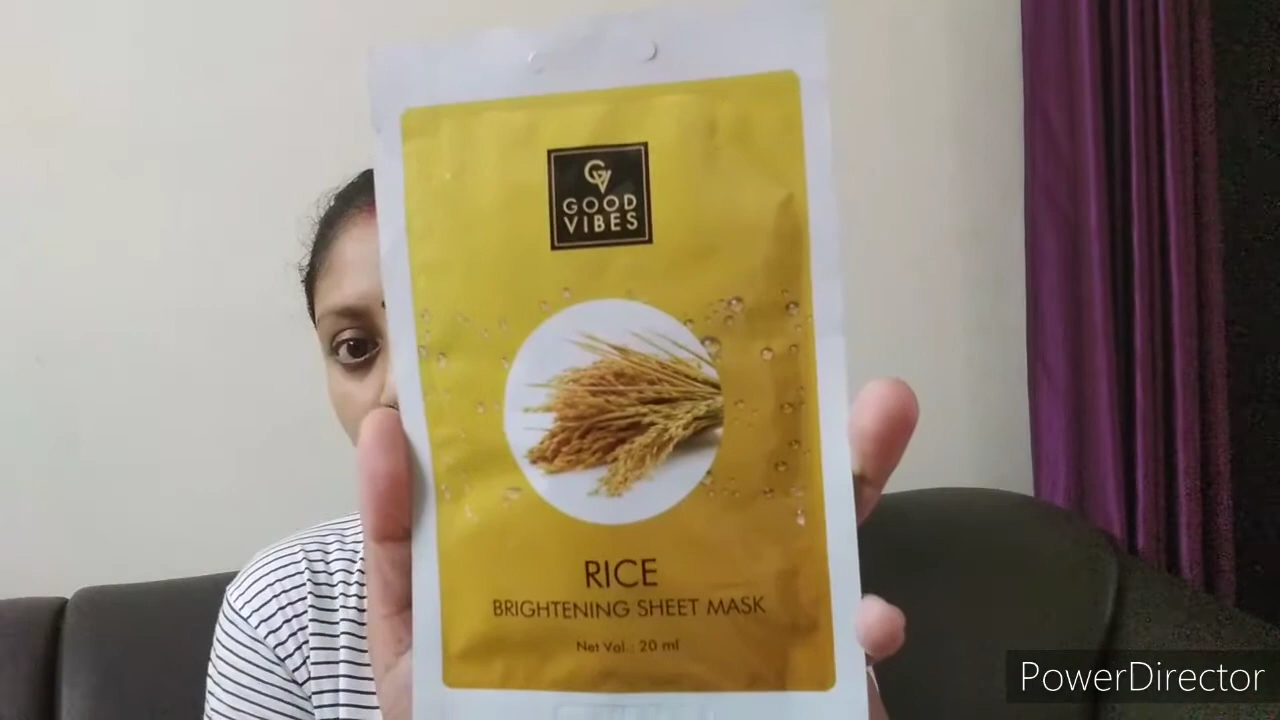 GV
GOOD
VIBES
RICE
BRIGHTENING SHEET MASK
Net Vol.: 20 ml
PowerDirector